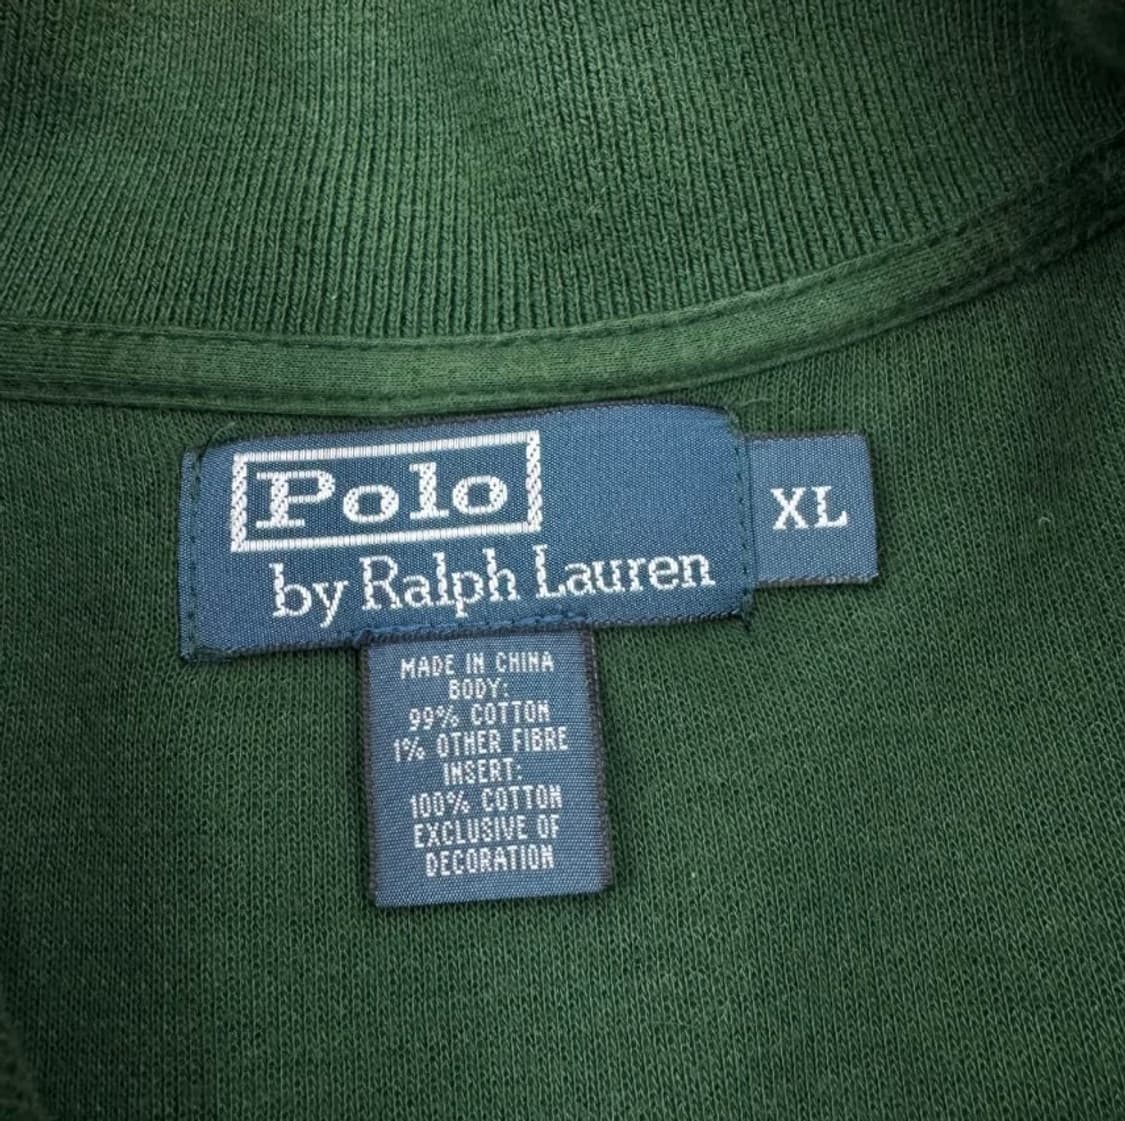 Polo
by Ralph Lauren
XL
MADE IN CHINA
BODY:
99% COTTON
1% OTHER FIBRE
INSERT:
100% COTTON
EXCLUSIVE OF
DECORATION